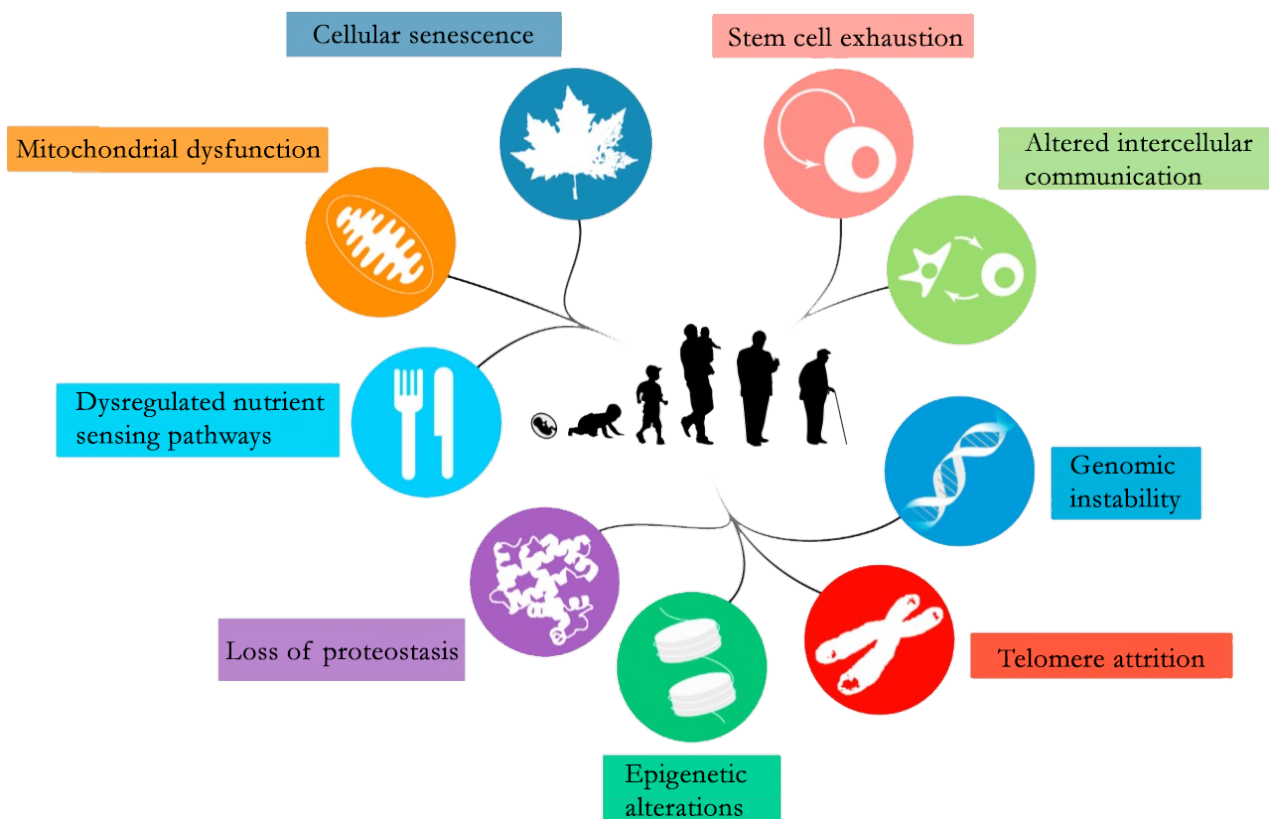 Cellular senescence
Stem cell exhaustion
Mitochondrial dysfunction
Altered intercellular
communication
Dysregulated nutrient
sensing pathways
Genomic
instability
Loss of proteostasis
Telomere attrition
Epigenetic
alterations